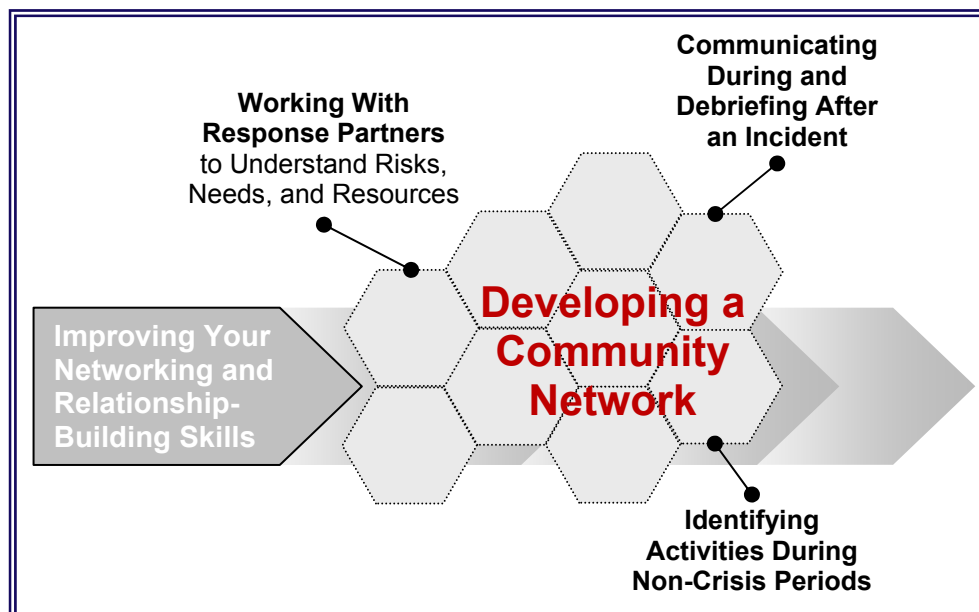 Communicating
During and
Debriefing After
an Incident
Working With
Response Partners
to Understand Risks,
Needs, and Resources
Developing a
Community
Network
Improving Your
Networking and
Relationship-
Building Skills
Identifying
Activities During
Non-Crisis Periods